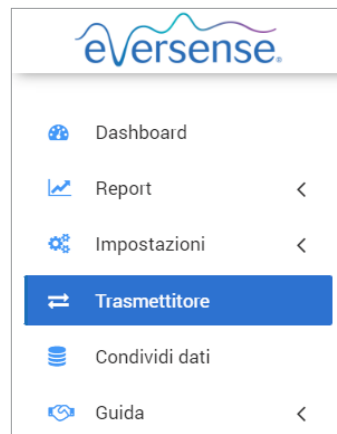 eversense®
Dashboard
Report
Impostazioni
Trasmettitore
Condividi dati
Guida